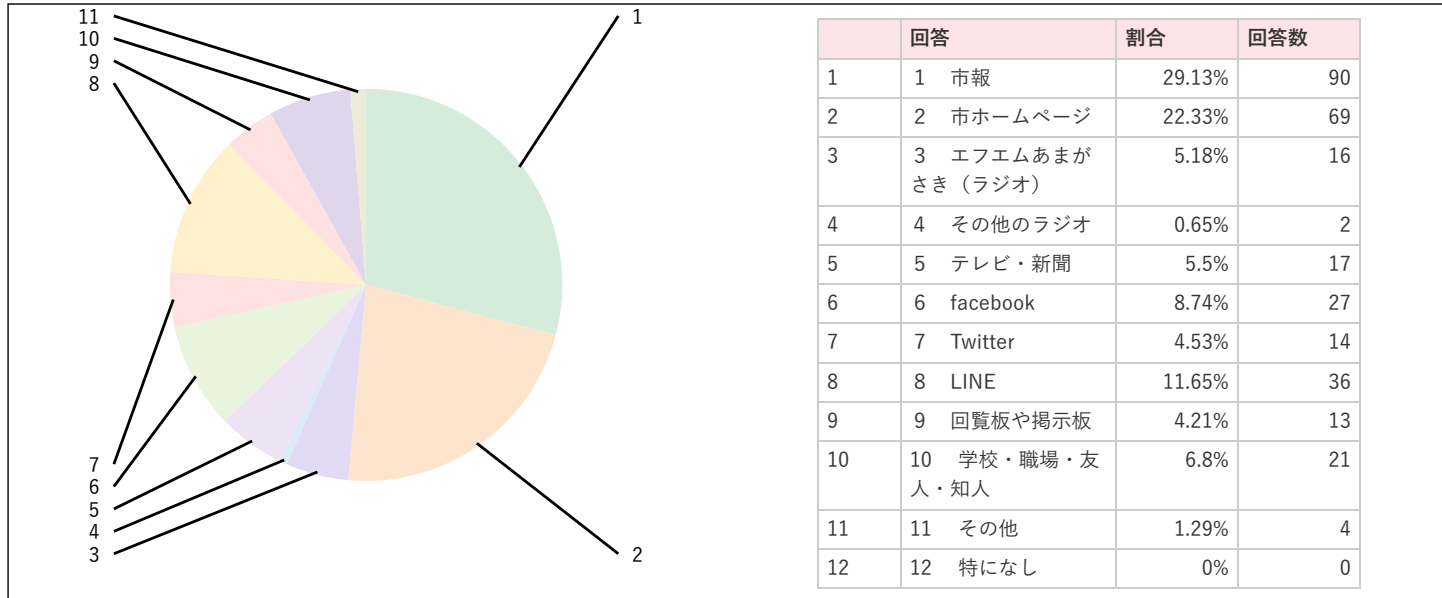 11
10
9
8
1
7
6
5
4
3
2
回答 割合 回答数
1 1 市報 29.13% 90
2 2 市ホームページ 22.33% 69
3 3 エフエムあまが 5.18% 16
さき（ラジオ）
4 4 その他のラジオ 0.65% 2
5 5 テレビ・新聞 5.5% 17
6 6 facebook 8.74% 27
7 7 Twitter 4.53% 14
8 8 LINE 11.65% 36
9 9 回覧板や掲示板 4.21% 13
10 10 学校・職場・友 6.8% 21
人・知人
11 11 その他 1.29% 4
12 12 特になし 0% 0